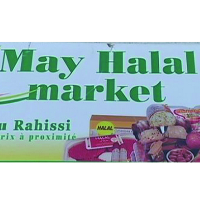 May Halal
market
u Rahissi
rix à proximité
HALAL